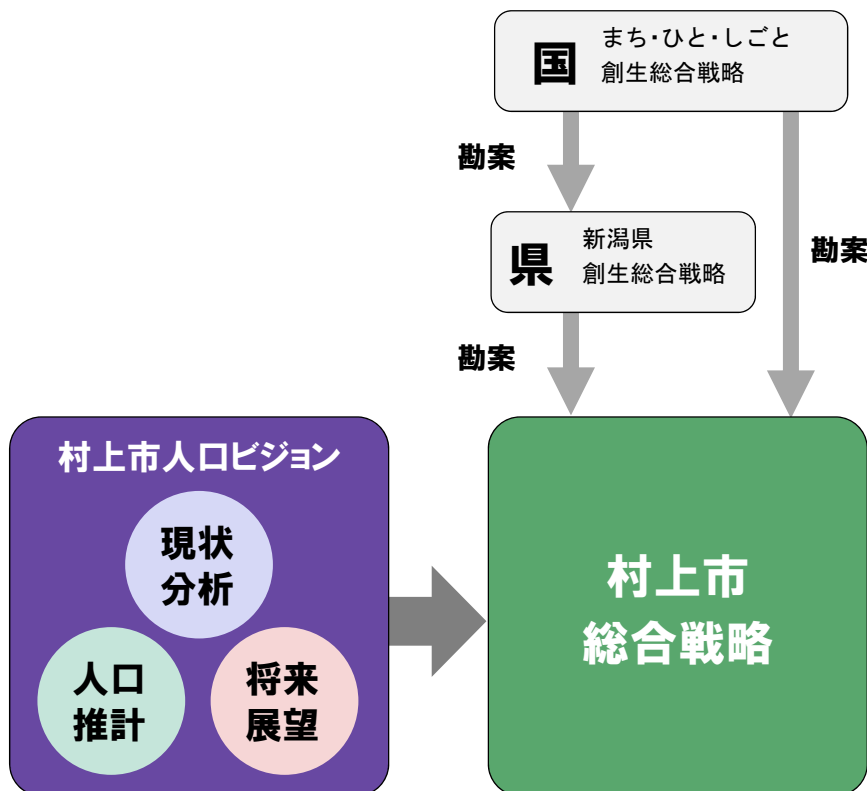 国
まち・ひと・しごと
創生総合戦略
勘案
県
新潟県
創生総合戦略
勘案
勘案
村上市人口ビジョン
現状
分析
人口
推計
将来
展望
村上市
総合戦略